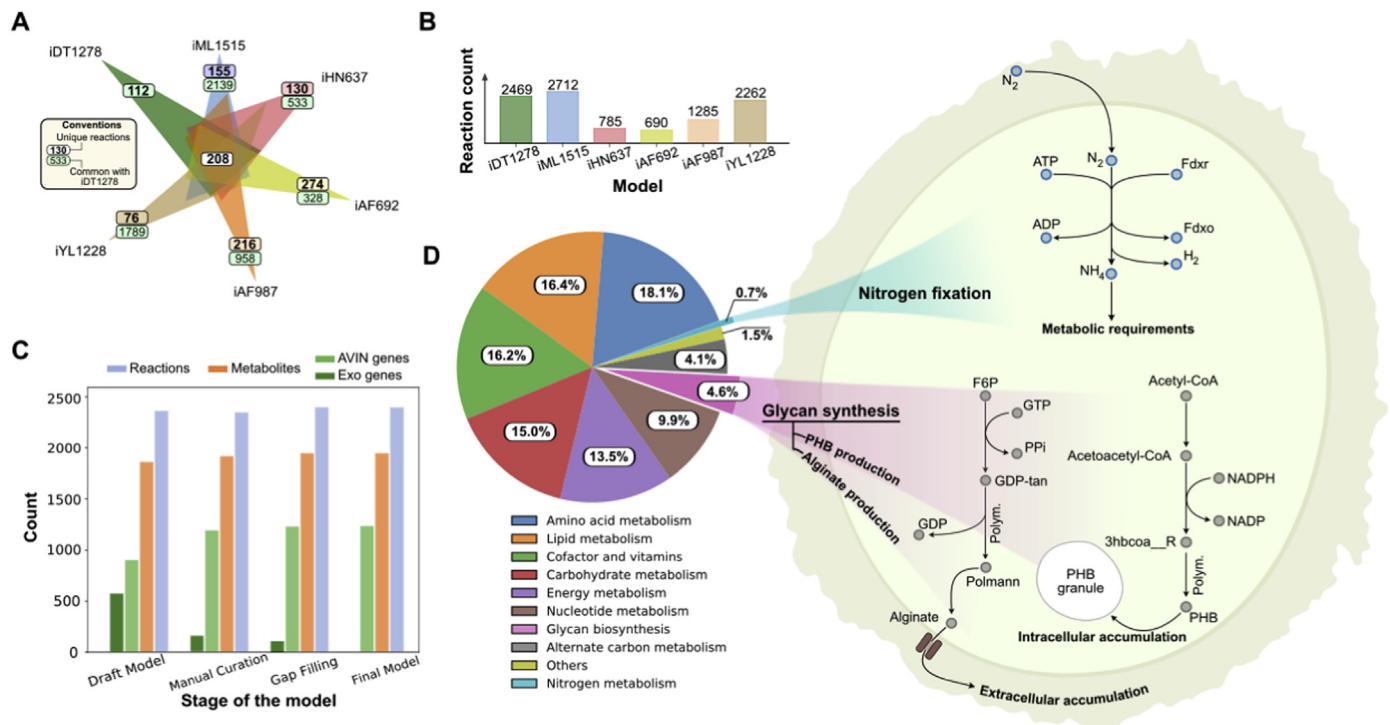 A
iDT1278
iML1515
iHN637
155
2139
112
130
533
Conventions
Unique reactions
130
533
Common with
iDT1278
208
274
328
iAF692
76
1789
iYL1228
216
958
iAF987
B
Reaction count
2469
2712
785
690
1285
2262
iDT1278
iML1515
iHN637
iAF692
iAF987
iYL1228
Model
C
Reactions
Metabolites
AVIN genes
Exo genes
Count
2500
2000
1500
1000
500
0
Draft Model
Manual Curation
Gap Filling
Final Model
Stage of the model
D
16.4%
18.1%
0.7%
1.5%
16.2%
4.1%
4.6%
15.0%
9.9%
13.5%
Amino acid metabolism
Lipid metabolism
Cofactor and vitamins
Carbohydrate metabolism
Energy metabolism
Nucleotide metabolism
Glycan biosynthesis
Alternate carbon metabolism
Others
Nitrogen metabolism
Nitrogen fixation
Glycan synthesis
PHB production
Alginate production
N2
N2
ATP
Fdxr
ADP
Fdxo
H2
NH4
Metabolic requirements
F6P
GTP
PPi
GDP-tan
GDP
Polym.
Polmann
Alginate
Extracellular accumulation
Acetyl-CoA
Acetoacetyl-CoA
NADPH
NADP
3hbcoa__R
Polym.
PHB
PHB
granule
Intracellular accumulation